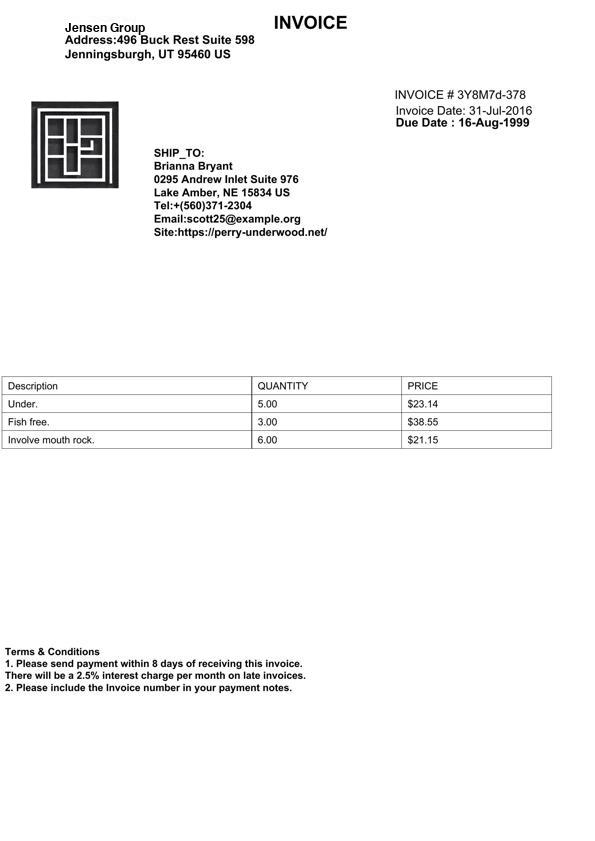 INVOICE
Jensen Group
Address:496 Buck Rest Suite 598
Jenningsburgh, UT 95460 US
INVOICE # 3Y8M7d-378
Invoice Date: 31-Jul-2016
Due Date : 16-Aug-1999
SHIP_TO:
Brianna Bryant
0295 Andrew Inlet Suite 976
Lake Amber, NE 15834 US
Tel:+(560)371-2304
Email:scott25@example.org
Site:https://perry-underwood.net/
Description QUANTITY PRICE
Under. 5.00 $23.14
Fish free. 3.00 $38.55
Involve mouth rock. 6.00 $21.15
Terms & Conditions
1. Please send payment within 8 days of receiving this invoice.
There will be a 2.5% interest charge per month on late invoices.
2. Please include the Invoice number in your payment notes.